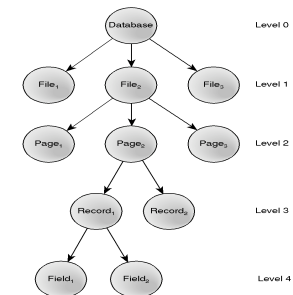 Database Level 0
File₁ File₂ File₃ Level 1
Page₁ Page₂ Page₃ Level 2
Record₁ Record₂ Level 3
Field₁ Field₂ Level 4